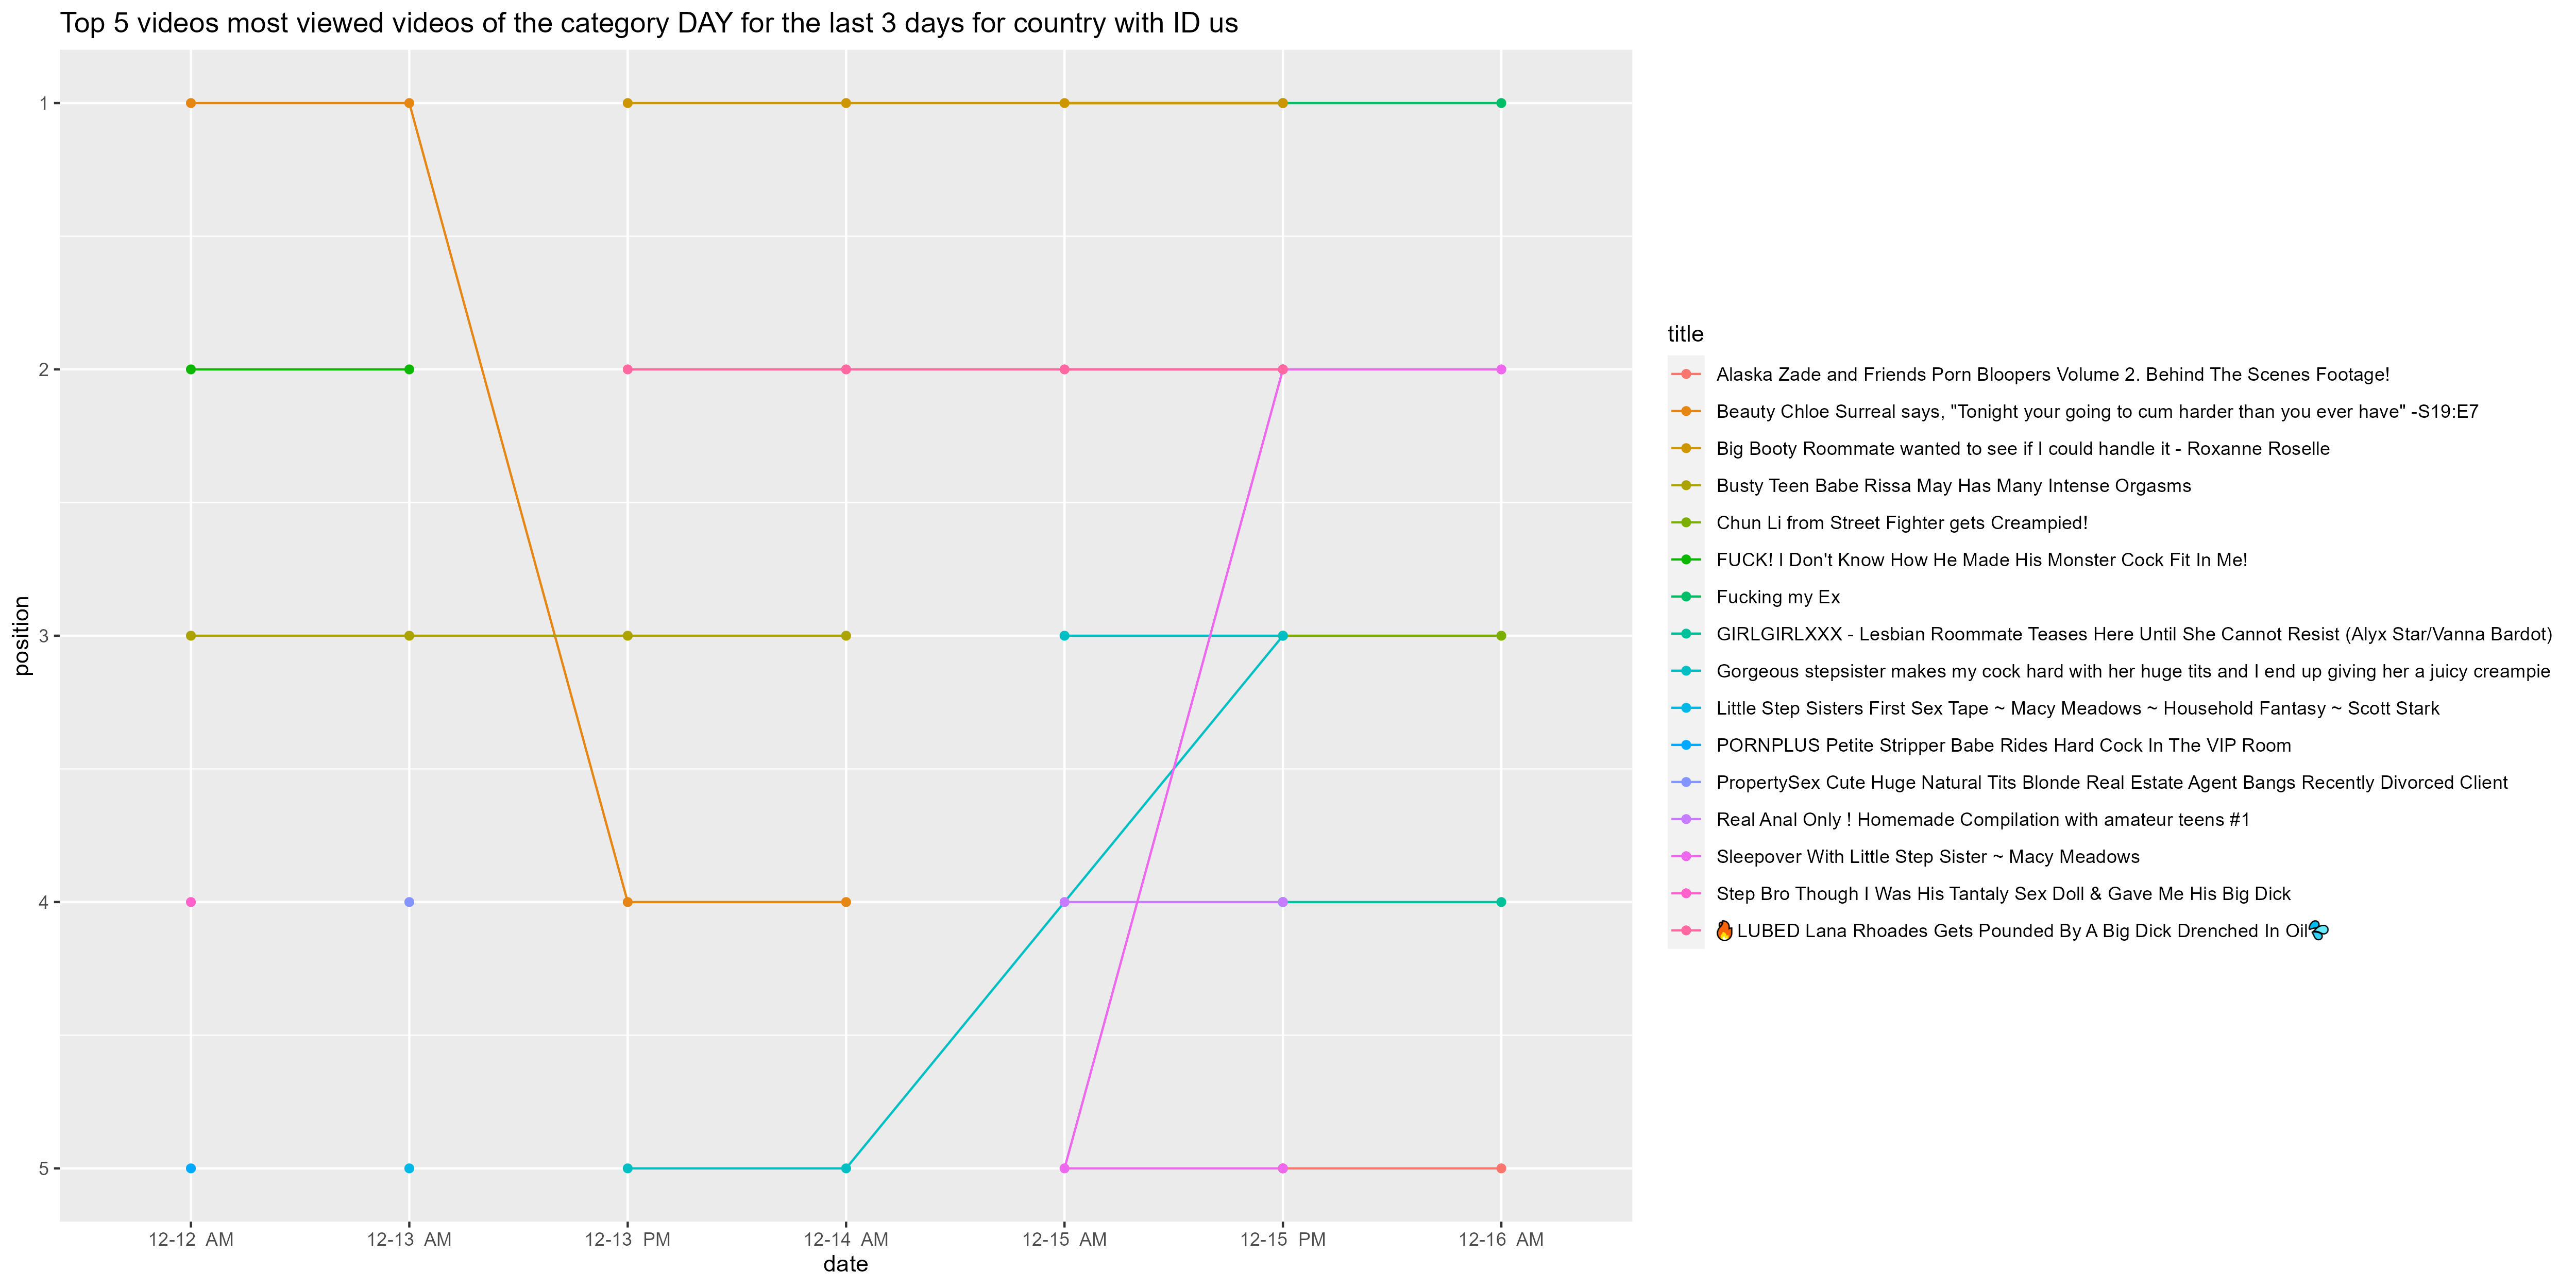 Top 5 videos most viewed videos of the category DAY for the last 3 days for country with ID us
position
1
2
3
4
5
12-12 AM
12-13 AM
12-13 PM
12-14 AM
12-15 AM
12-15 PM
12-16 AM
date
title
Alaska Zade and Friends Porn Bloopers Volume 2. Behind The Scenes Footage!
Beauty Chloe Surreal says, "Tonight your going to cum harder than you ever have" -S19:E7
Big Booty Roommate wanted to see if I could handle it - Roxanne Roselle
Busty Teen Babe Rissa May Has Many Intense Orgasms
Chun Li from Street Fighter gets Creampied!
FUCK! I Don't Know How He Made His Monster Cock Fit In Me!
Fucking my Ex
GIRLGIRLXXX - Lesbian Roommate Teases Here Until She Cannot Resist (Alyx Star/Vanna Bardot)
Gorgeous stepsister makes my cock hard with her huge tits and I end up giving her a juicy creampie
Little Step Sisters First Sex Tape ~ Macy Meadows ~ Household Fantasy ~ Scott Stark
PORNPLUS Petite Stripper Babe Rides Hard Cock In The VIP Room
PropertySex Cute Huge Natural Tits Blonde Real Estate Agent Bangs Recently Divorced Client
Real Anal Only ! Homemade Compilation with amateur teens #1
Sleepover With Little Step Sister ~ Macy Meadows
Step Bro Though I Was His Tantaly Sex Doll & Gave Me His Big Dick
🔥LUBED Lana Rhoades Gets Pounded By A Big Dick Drenched In Oil💦